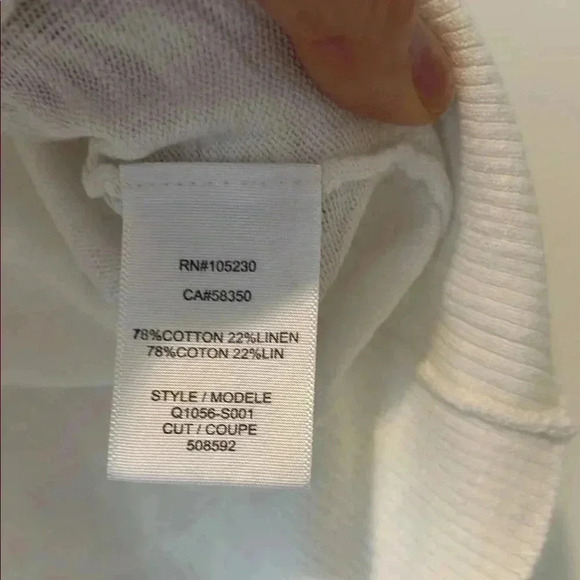 RN#105230
CA#58350
78%COTTON 22%LINEN
78%COTON 22%LIN
STYLE / MODELE
Q1056-S001
CUT / COUPE
508592